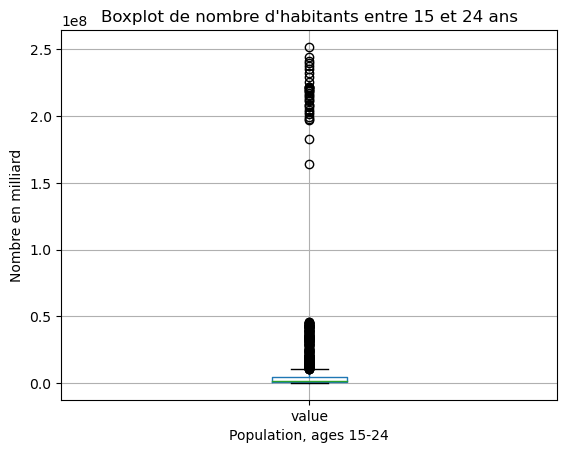 Boxplot de nombre d'habitants entre 15 et 24 ans
1e8
2.5
2.0
1.5
1.0
0.5
0.0
Nombre en milliard
value
Population, ages 15-24